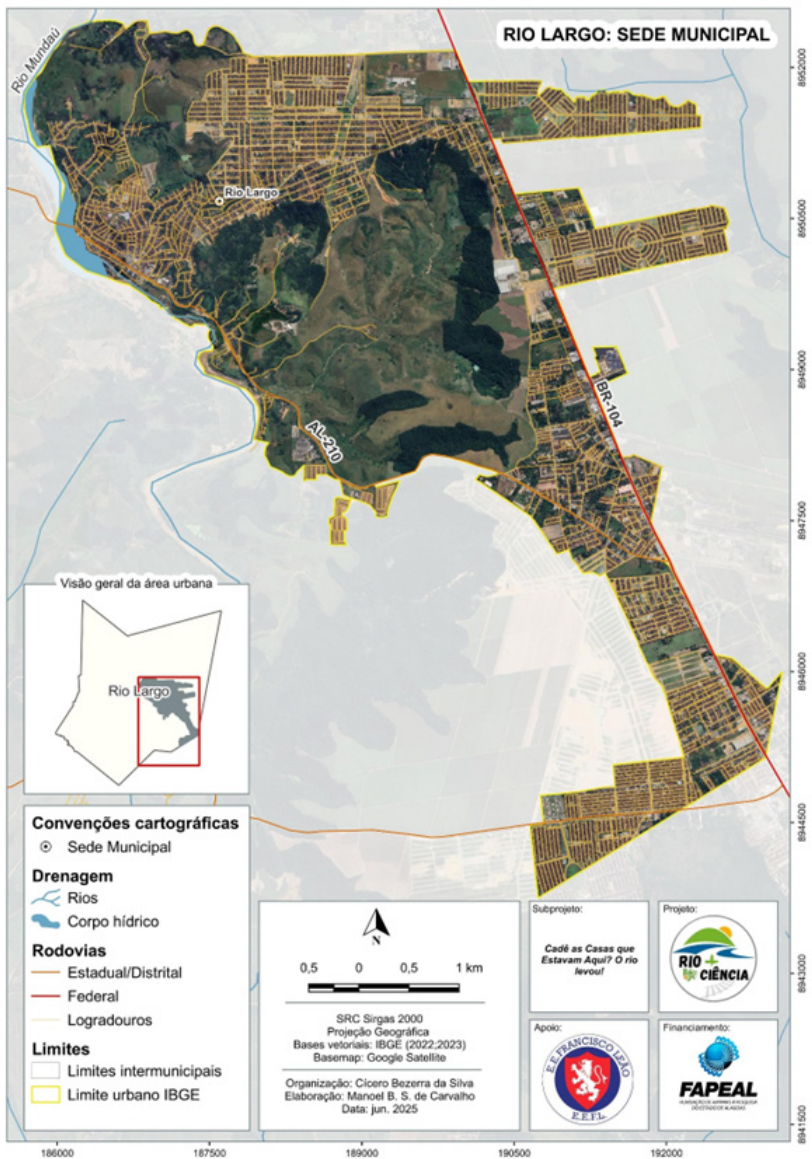 RIO LARGO: SEDE MUNICIPAL
Rio Mundaú
8952000
Rio Largo
8950500
8949000
BR-104
AL-210
8947500
Visão geral da área urbana
Rio Largo
8946000
Convenções cartográficas
Sede Municipal
Drenagem
Rios
Corpo hídrico
Rodovias
Estadual/Distrital
Federal
Logradouros
Limites
Limites intermunicipais
Limite urbano IBGE
8944500
N
0,5 0 0,5 1 km
SRC Sirgas 2000
Projeção Geográfica
Bases vetoriais: IBGE (2022;2023)
Basemap: Google Satellite
Organização: Cícero Bezerra da Silva
Elaboração: Manoel B. S. de Carvalho
Data: jun. 2025
Subprojeto:
Cadê as Casas que
Estavam Aqui? O rio
levou!
Projeto:
RIO +
CIÊNCIA
8943000
Apoio:
E.E.FRANCISCO LEÃO
E.E.F.L.
Financiamento:
FAPEAL
8941500
186000 187500 189000 190500 192000